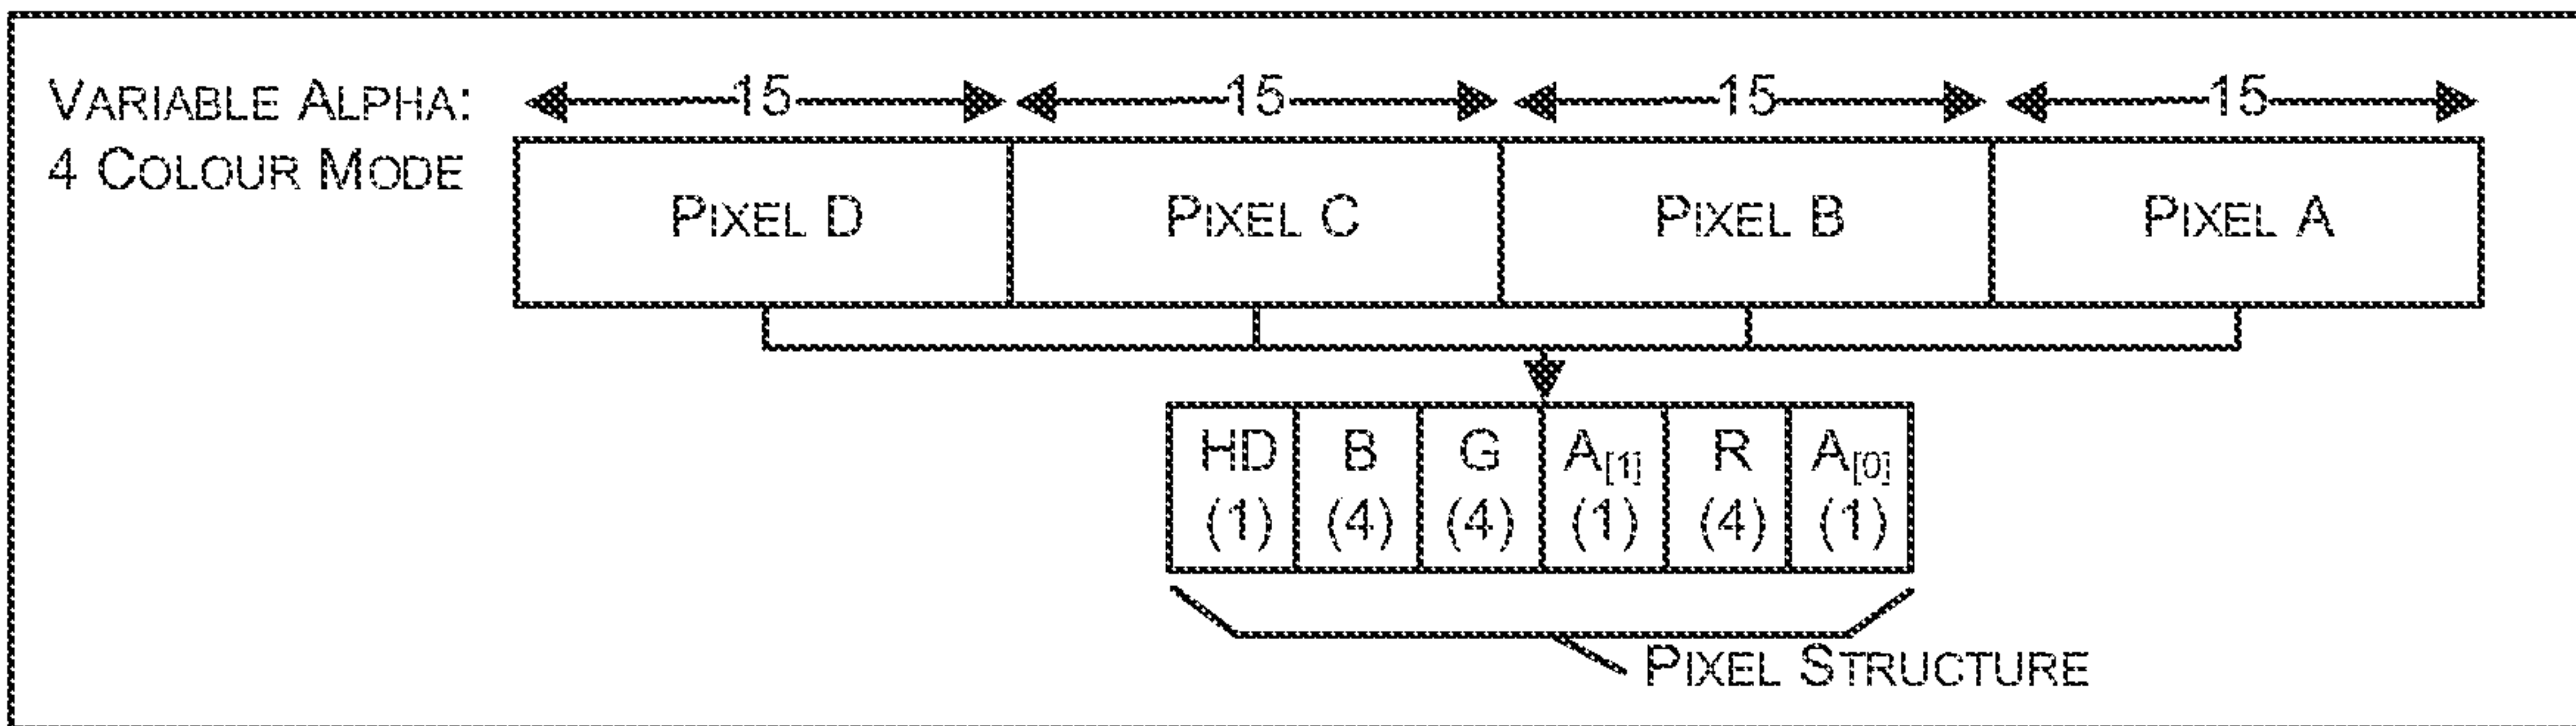 VARIABLE ALPHA:
4 COLOUR MODE
15 15 15 15
PIXEL D PIXEL C PIXEL B PIXEL A
HD B G A[1] R A[0]
(1) (4) (4) (1) (4) (1)
PIXEL STRUCTURE